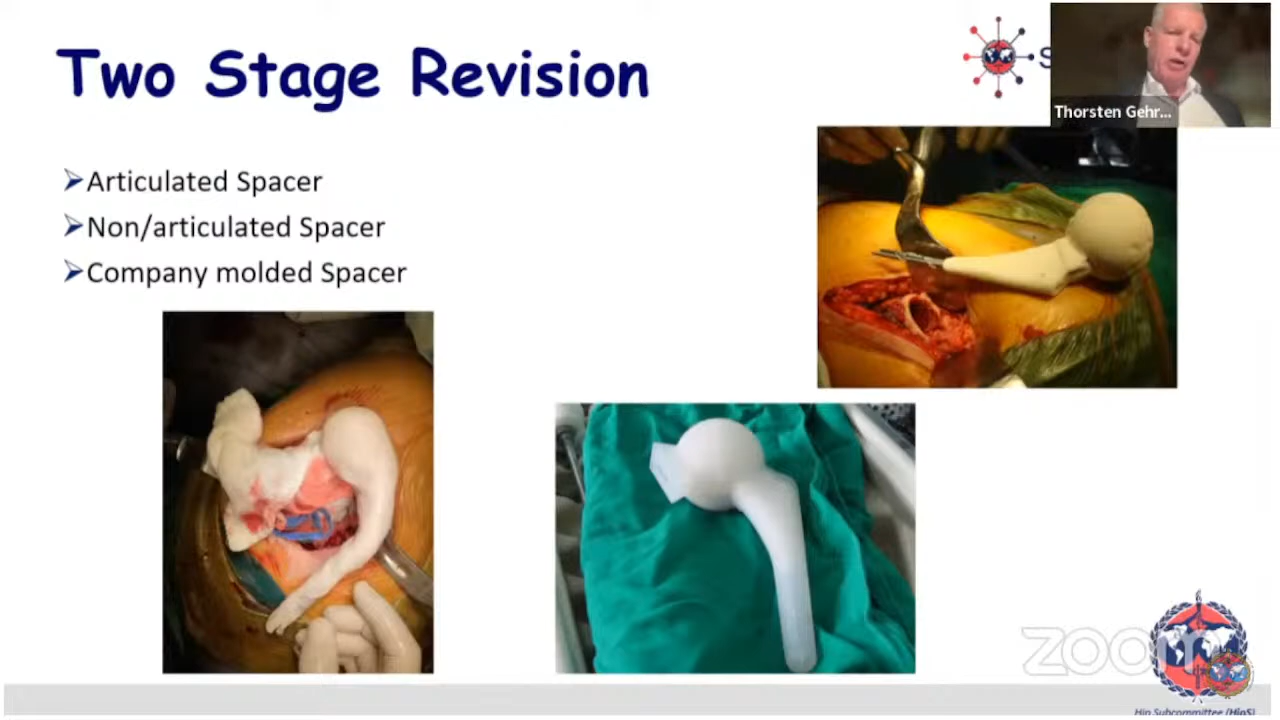 Two Stage Revision
S
Thorsten Gehr...
➢Articulated Spacer
➢Non/articulated Spacer
➢Company molded Spacer
zoom
Hip Subcommittee (HipS)